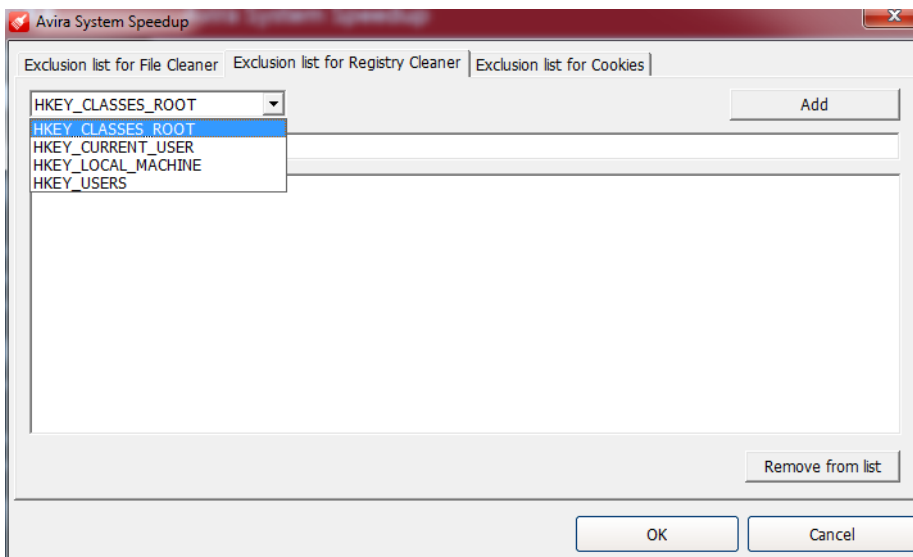 Avira System Speedup
Exclusion list for File Cleaner
Exclusion list for Registry Cleaner
Exclusion list for Cookies
HKEY_CLASSES_ROOT
Add
HKEY_CLASSES_ROOT
HKEY_CURRENT_USER
HKEY_LOCAL_MACHINE
HKEY_USERS
Remove from list
OK
Cancel